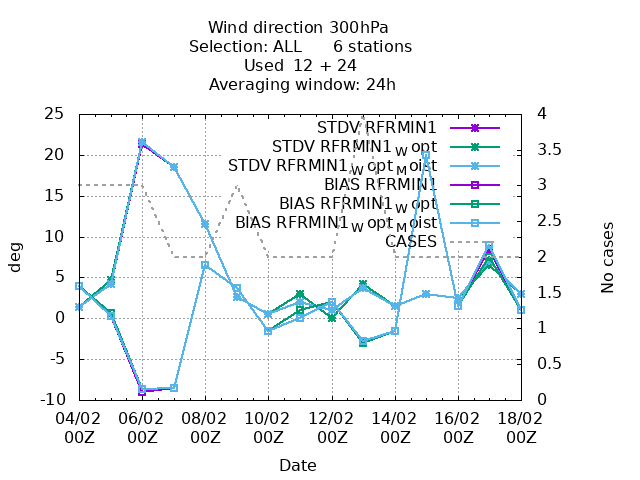 Wind direction 300hPa
Selection: ALL 6 stations
Used 12 + 24
Averaging window: 24h
25
20
15
10
5
0
-5
-10
deg
4
3.5
3
2.5
2
1.5
1
0.5
0
No cases
STDV RFRMIN1
STDV RFRMIN1_W opt
STDV RFRMIN1_W opt_M oist
BIAS RFRMIN1
BIAS RFRMIN1_W opt
BIAS RFRMIN1_W opt_M oist
CASES
04/02 06/02 08/02 10/02 12/02 14/02 16/02 18/02
00Z 00Z 00Z 00Z 00Z 00Z 00Z 00Z
Date